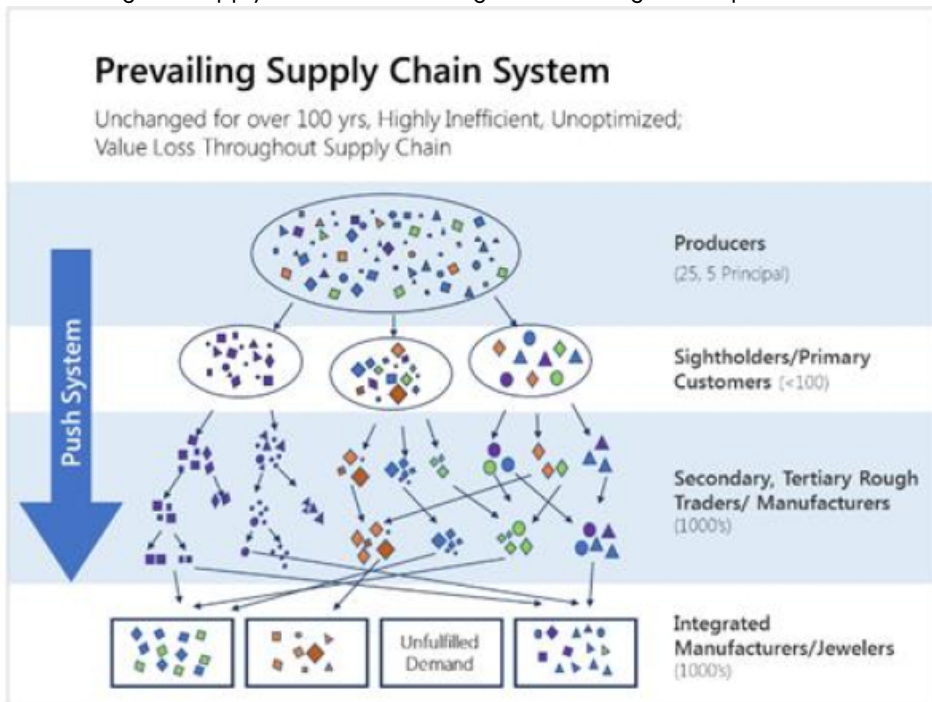 Prevailing Supply Chain System
Unchanged for over 100 yrs, Highly Inefficient, Unoptimized;
Value Loss Throughout Supply Chain
Push System
Producers
(25, 5 Principal)
Sightholders/Primary
Customers (<100)
Secondary, Tertiary Rough
Traders/ Manufacturers
(1000's)
Integrated
Manufacturers/Jewelers
(1000's)
Unfulfilled
Demand